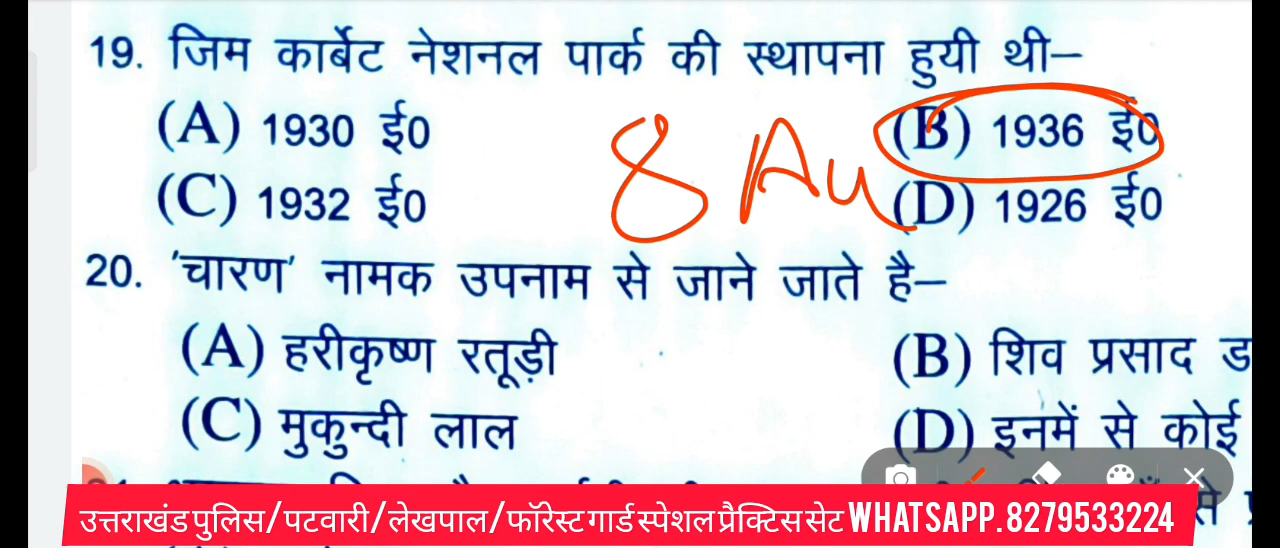 19. जिम कार्बेट नेशनल पार्क की स्थापना हुयी थी–
(A) 1930 ई0 (B) 1936 ई0
8 Au
(C) 1932 ई0 (D) 1926 ई0
20. 'चारण' नामक उपनाम से जाने जाते है–
(A) हरीकृष्ण रतूड़ी (B) शिव प्रसाद ड
(C) मुकुन्दी लाल (D) इनमें से कोई
से
उत्तराखंड पुलिस/पटवारी/लेखपाल/फॉरेस्ट गार्ड स्पेशल प्रैक्टिस सेट WHATSAPP. 8279533224